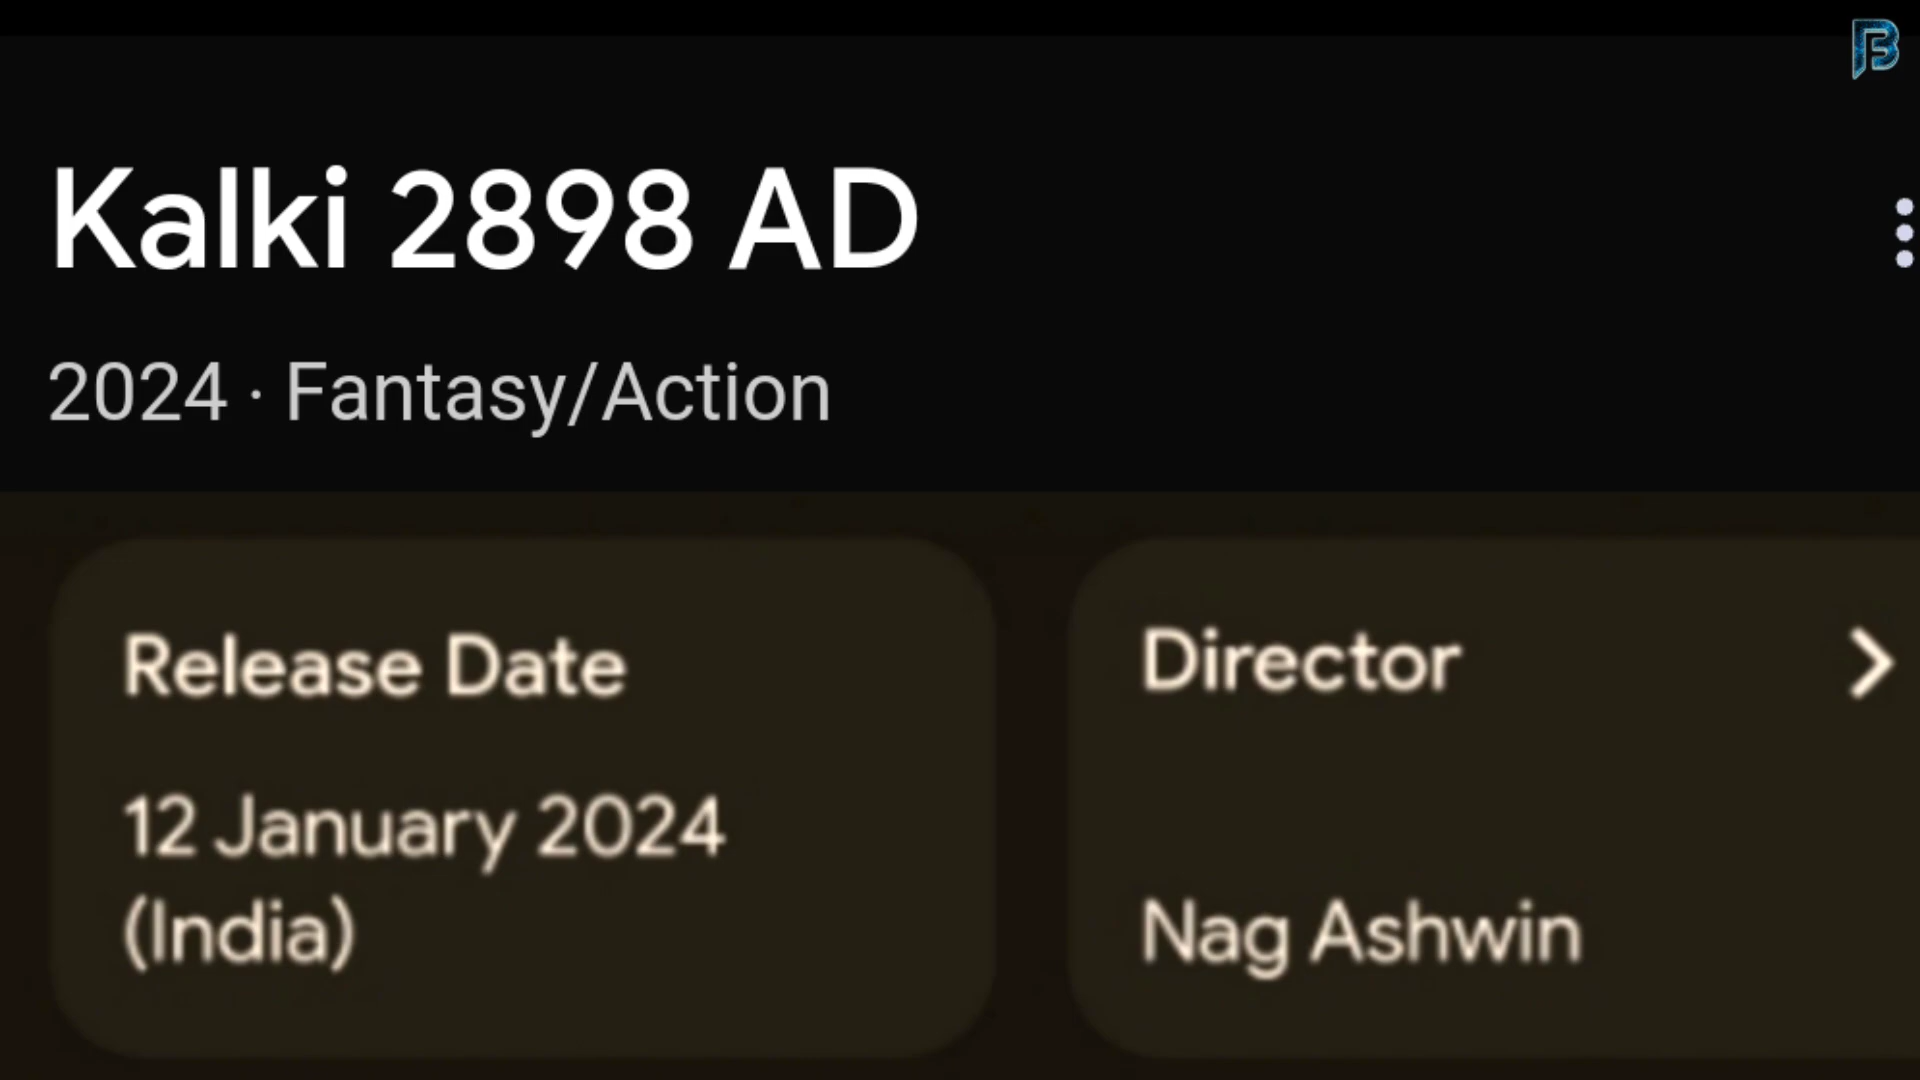 Kalki 2898 AD
2024 · Fantasy/Action
Release Date
12 January 2024
(India)
Director
Nag Ashwin